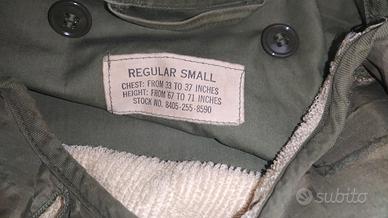 REGULAR SMALL
CHEST: FROM 33 TO 37 INCHES
HEIGHT: FROM 67 TO 71 INCHES
STOCK NO. 8405-255-8590
subito